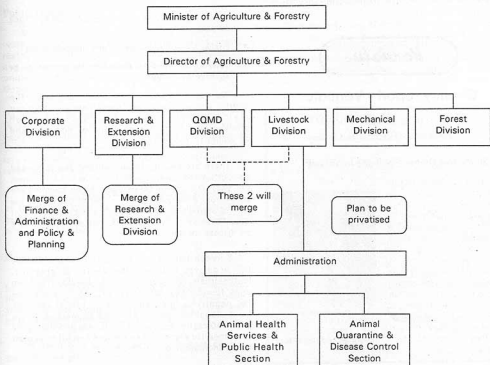 Minister of Agriculture & Forestry
Director of Agriculture & Forestry
Corporate
Division
Research &
Extension
Division
QQMD
Division
Livestock
Division
Mechanical
Division
Forest
Division
Merge of
Finance &
Administration
and Policy &
Planning
Merge of
Research &
Extension
Division
These 2 will
merge
Plan to be
privatised
Administration
Animal Health
Services &
Public Health
Section
Animal
Quarantine &
Disease Control
Section